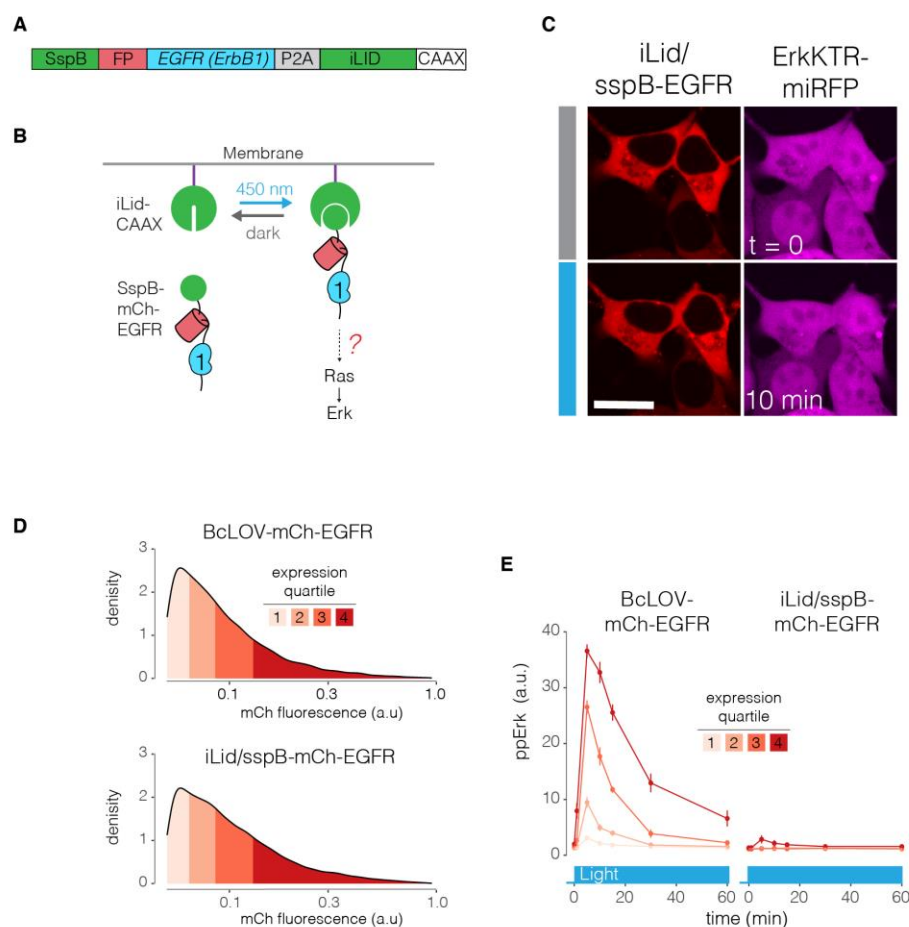 A
SspB FP EGFR (ErbB1) P2A iLID CAAX
B
Membrane
iLid-
CAAX
450 nm
dark
SspB-
mCh-
EGFR
1
1
?
Ras
Erk
C
iLid/
sspB-EGFR
ErkKTR-
miRFP
t = 0
10 min
D
BcLOV-mCh-EGFR
expression
quartile
1 2 3 4
denisity
3
2
1
0
0.1 0.3 1.0
mCh fluorescence (a.u)
iLid/sspB-mCh-EGFR
denisity
3
2
1
0
0.1 0.3 1.0
mCh fluorescence (a.u)
E
BcLOV-
mCh-EGFR
iLid/sspB-
mCh-EGFR
ppErk (a.u.)
40
30
20
10
0
expression
quartile
1 2 3 4
Light
0 20 40 60 0 20 40 60
time (min)